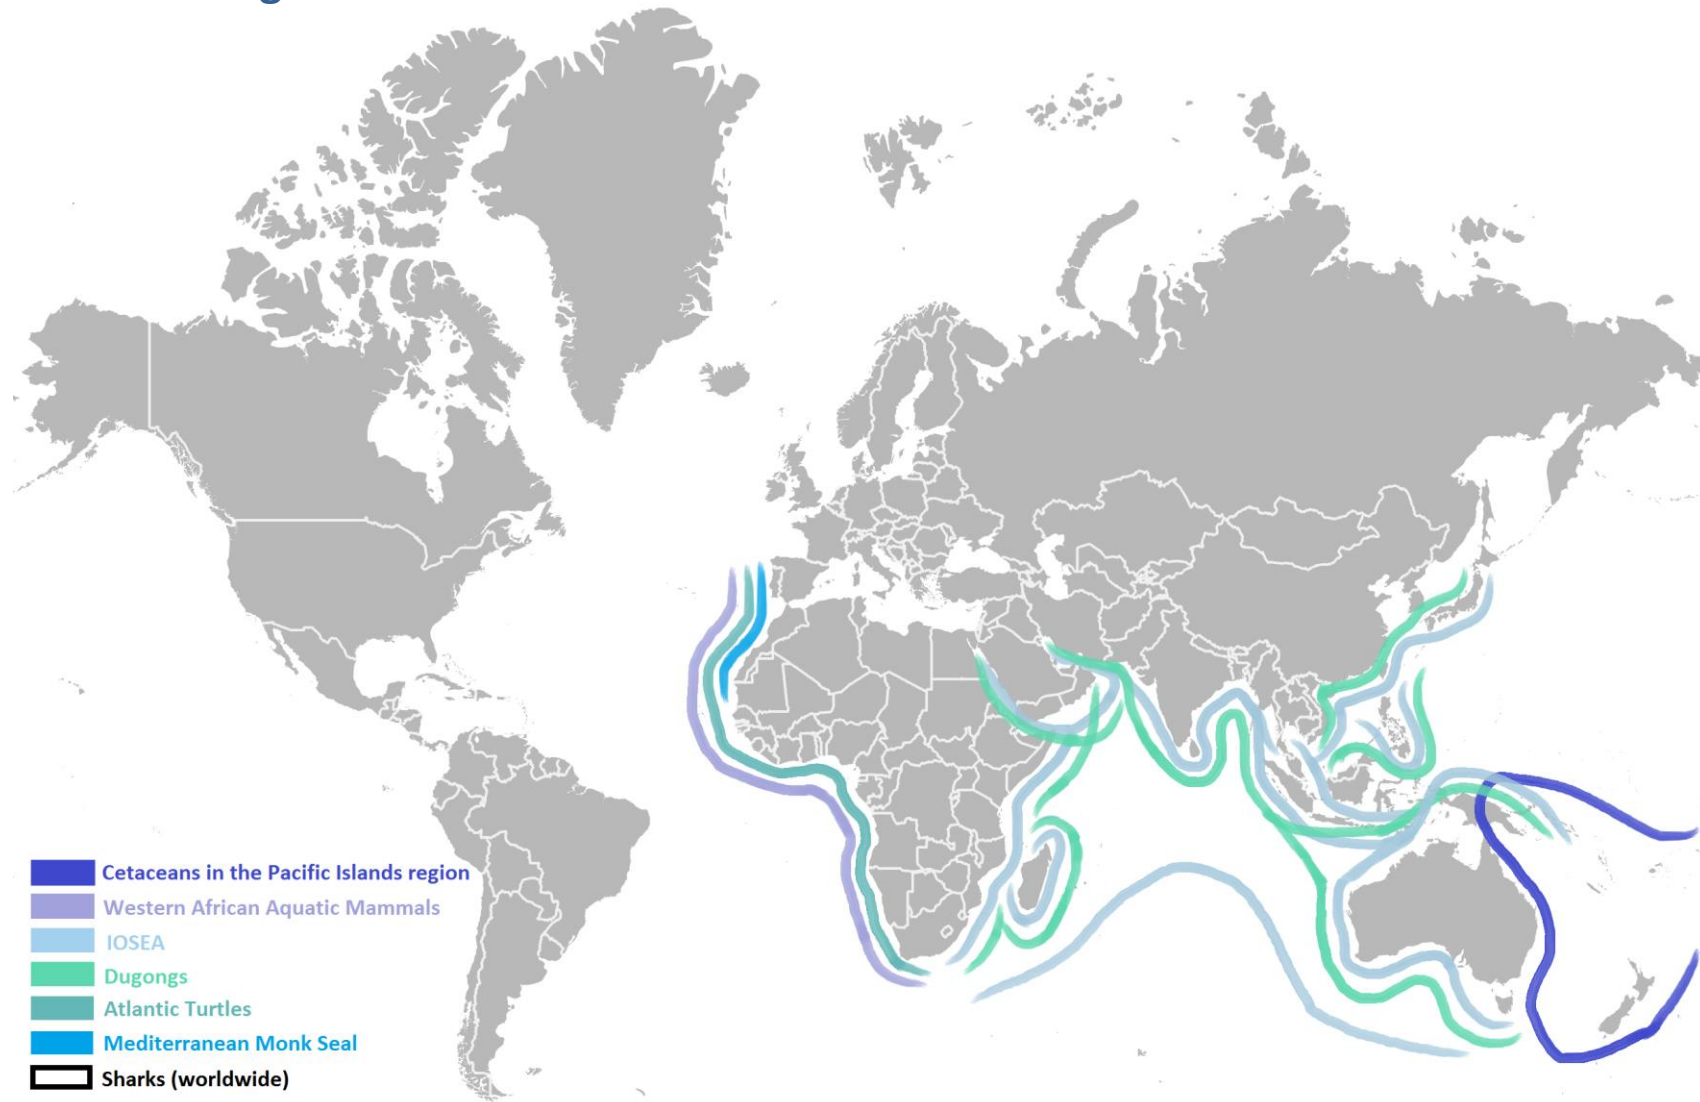 Cetaceans in the Pacific Islands region
Western African Aquatic Mammals
IOSEA
Dugongs
Atlantic Turtles
Mediterranean Monk Seal
Sharks (worldwide)